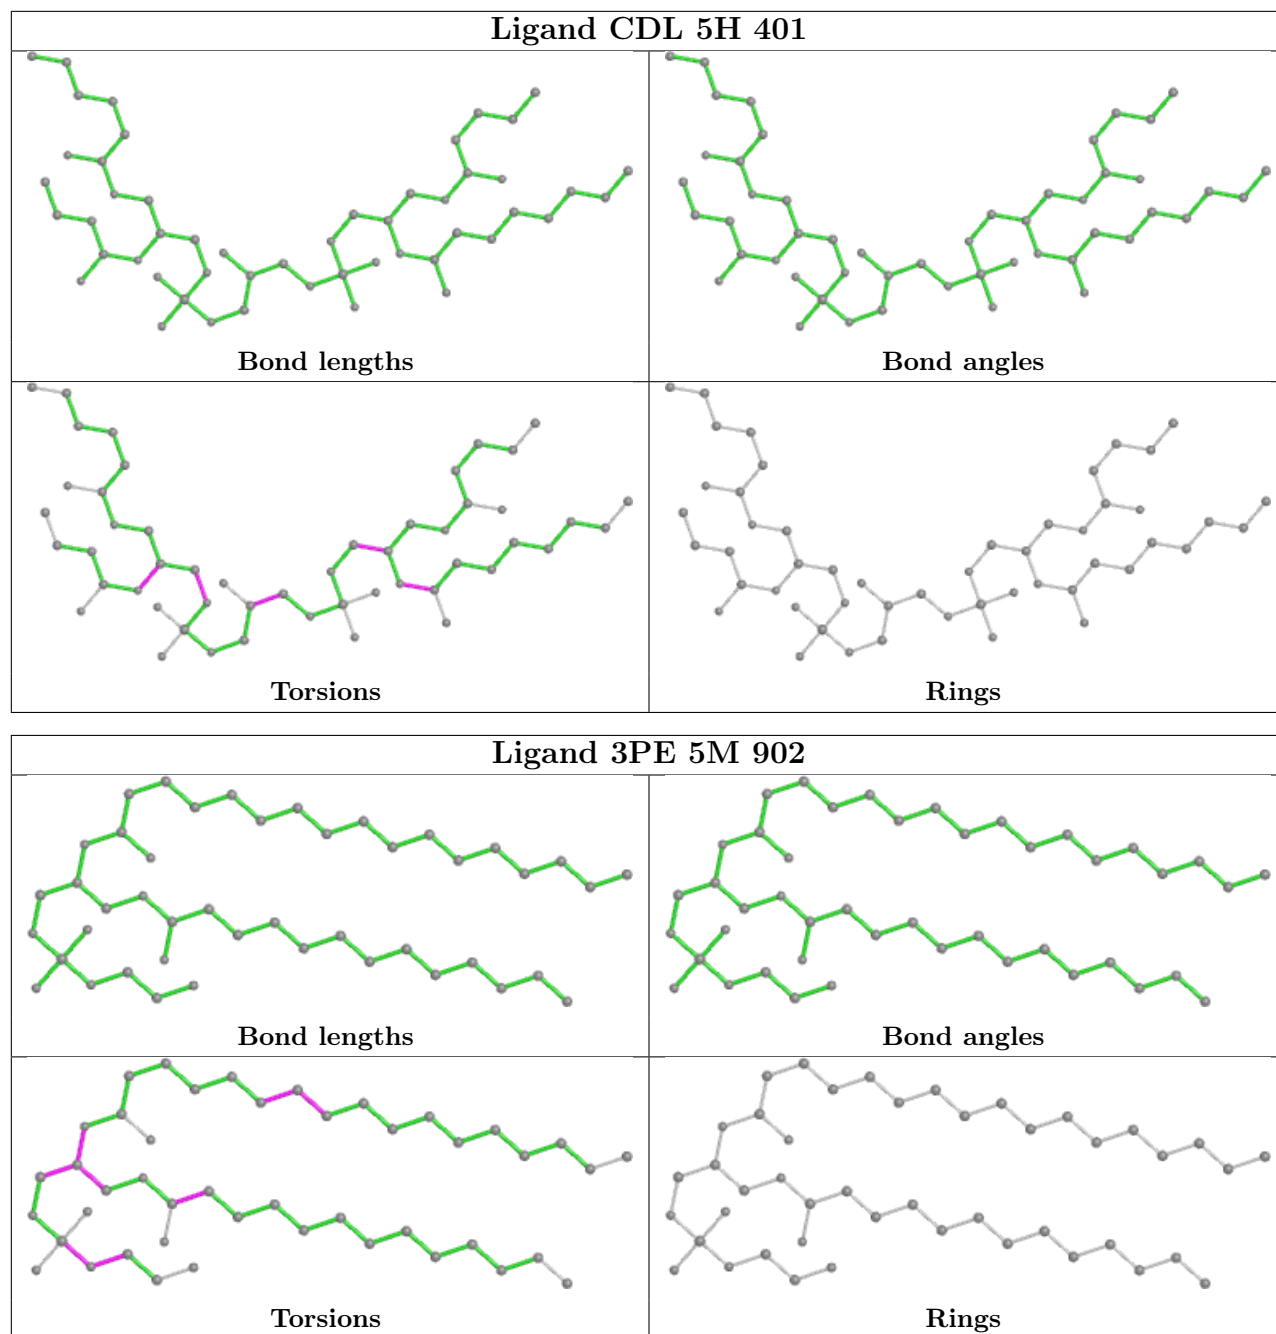 Ligand CDL 5H 401
Bond lengths
Bond angles
Torsions
Rings
Ligand 3PE 5M 902
Bond lengths
Bond angles
Torsions
Rings